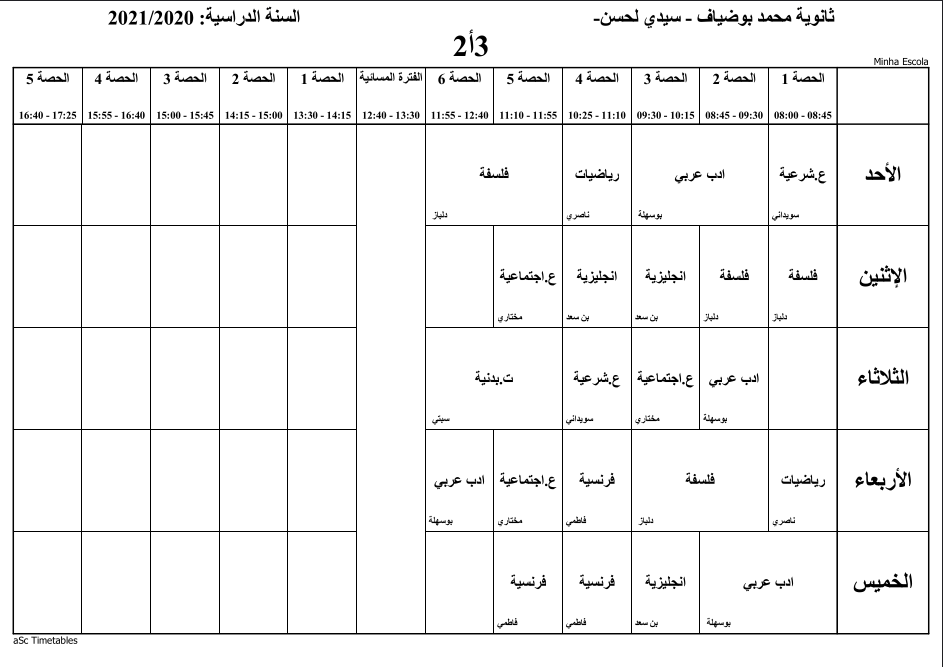 ثانوية محمد بوضياف - سيدي لحسن-
السنة الدراسية: 2021/2020
3أ2
Minha Escola
الحصة 1 الحصة 2 الحصة 3 الحصة 4 الحصة 5 الحصة 6 الفترة المسائية الحصة 1 الحصة 2 الحصة 3 الحصة 4 الحصة 5
08:00 - 08:45 08:45 - 09:30 09:30 - 10:15 10:25 - 11:10 11:10 - 11:55 11:55 - 12:40 12:40 - 13:30 13:30 - 14:15 14:15 - 15:00 15:00 - 15:45 15:55 - 16:40 16:40 - 17:25
الأحد ع.شرعية ادب عربي رياضيات فلسفة
سويداني بوسهلة ناصري دلباز
الإثنين فلسفة فلسفة انجليزية انجليزية ع.اجتماعية
دلباز دلباز بن سعد بن سعد مختاري
الثلاثاء ادب عربي ع.اجتماعية ع.شرعية ت.بدنية
بوسهلة مختاري سويداني سبتي
الأربعاء رياضيات فلسفة فرنسية ع.اجتماعية ادب عربي
ناصري دلباز فاطمي مختاري بوسهلة
الخميس ادب عربي انجليزية فرنسية فرنسية
بوسهلة بن سعد فاطمي فاطمي
aSc Timetables